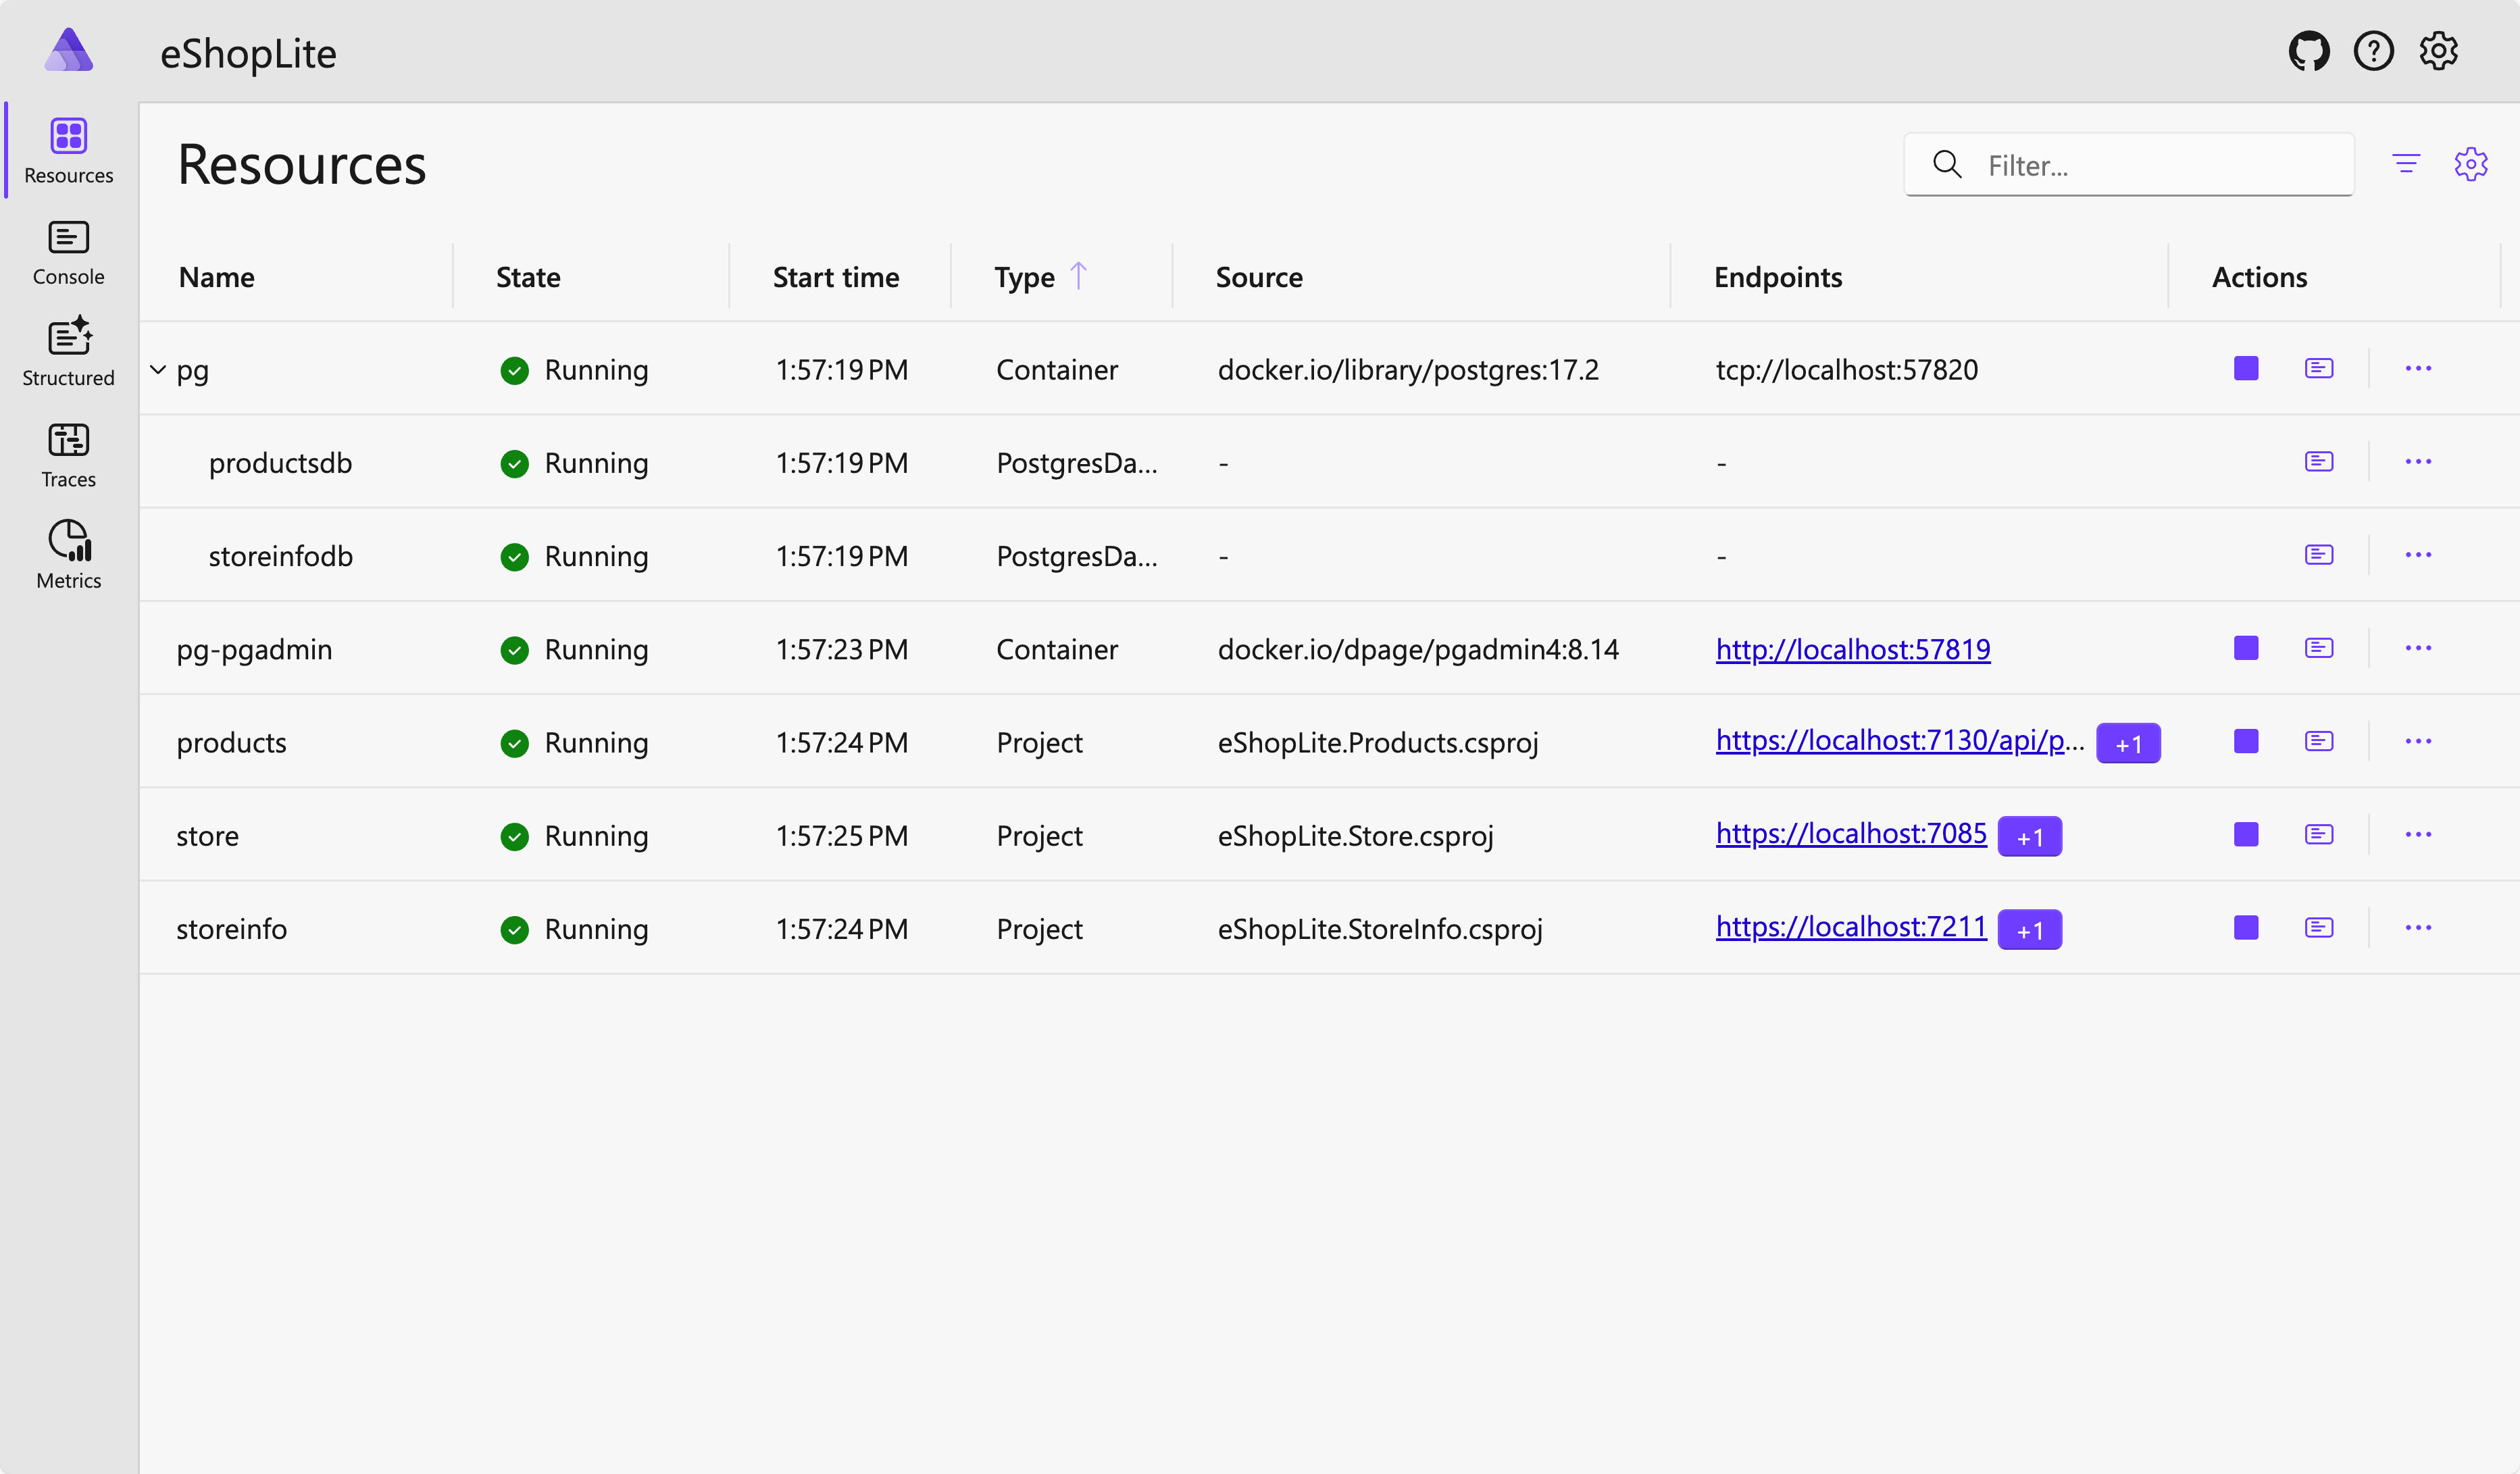 eShopLite
Resources
Console
Structured
Traces
Metrics
Resources
Filter...
Name State Start time Type Source Endpoints Actions
pg Running 1:57:19 PM Container docker.io/library/postgres:17.2 tcp://localhost:57820
productsdb Running 1:57:19 PM PostgresDa... - -
storeinfodb Running 1:57:19 PM PostgresDa... - -
pg-pgadmin Running 1:57:23 PM Container docker.io/dpage/pgadmin4:8.14 http://localhost:57819
products Running 1:57:24 PM Project eShopLite.Products.csproj https://localhost:7130/api/p... +1
store Running 1:57:25 PM Project eShopLite.Store.csproj https://localhost:7085 +1
storeinfo Running 1:57:24 PM Project eShopLite.StoreInfo.csproj https://localhost:7211 +1